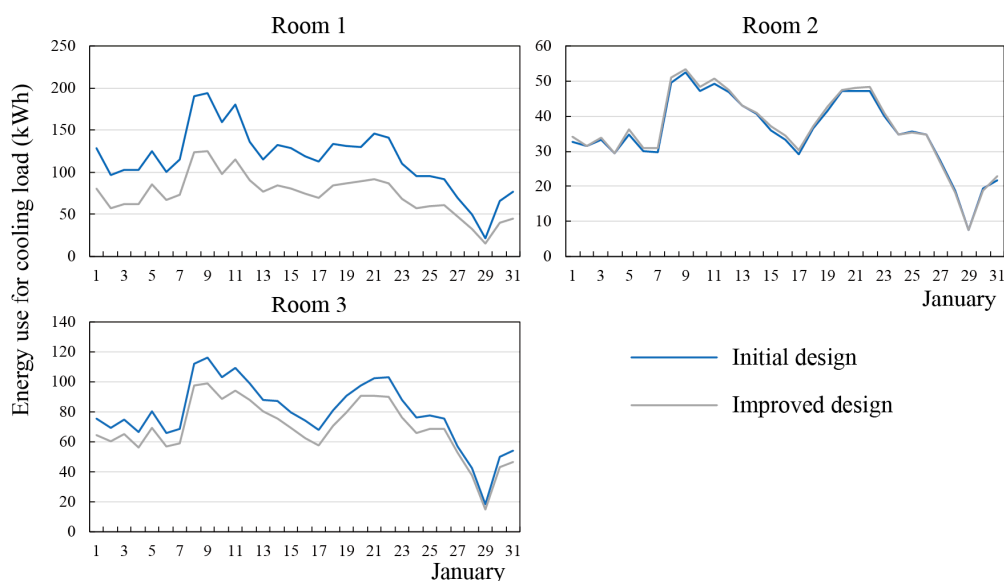 Energy use for cooling load (kWh)
Room 1
250
200
150
100
50
0
1 3 5 7 9 11 13 15 17 19 21 23 25 27 29 31
Room 2
60
50
40
30
20
10
0
1 3 5 7 9 11 13 15 17 19 21 23 25 27 29 31
January
Room 3
140
120
100
80
60
40
20
0
1 3 5 7 9 11 13 15 17 19 21 23 25 27 29 31
January
Initial design
Improved design